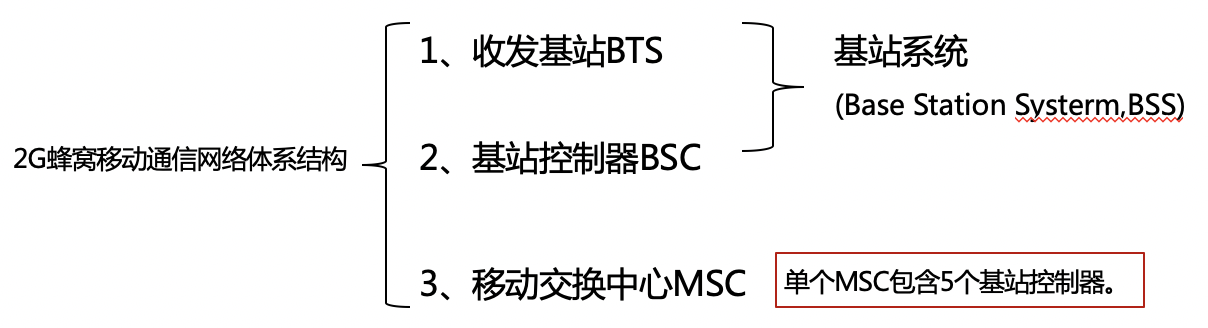 2G蜂窝移动通信网络体系结构
1、收发基站BTS
2、基站控制器BSC
3、移动交换中心MSC
基站系统
(Base Station Systerm,BSS)
单个MSC包含5个基站控制器。